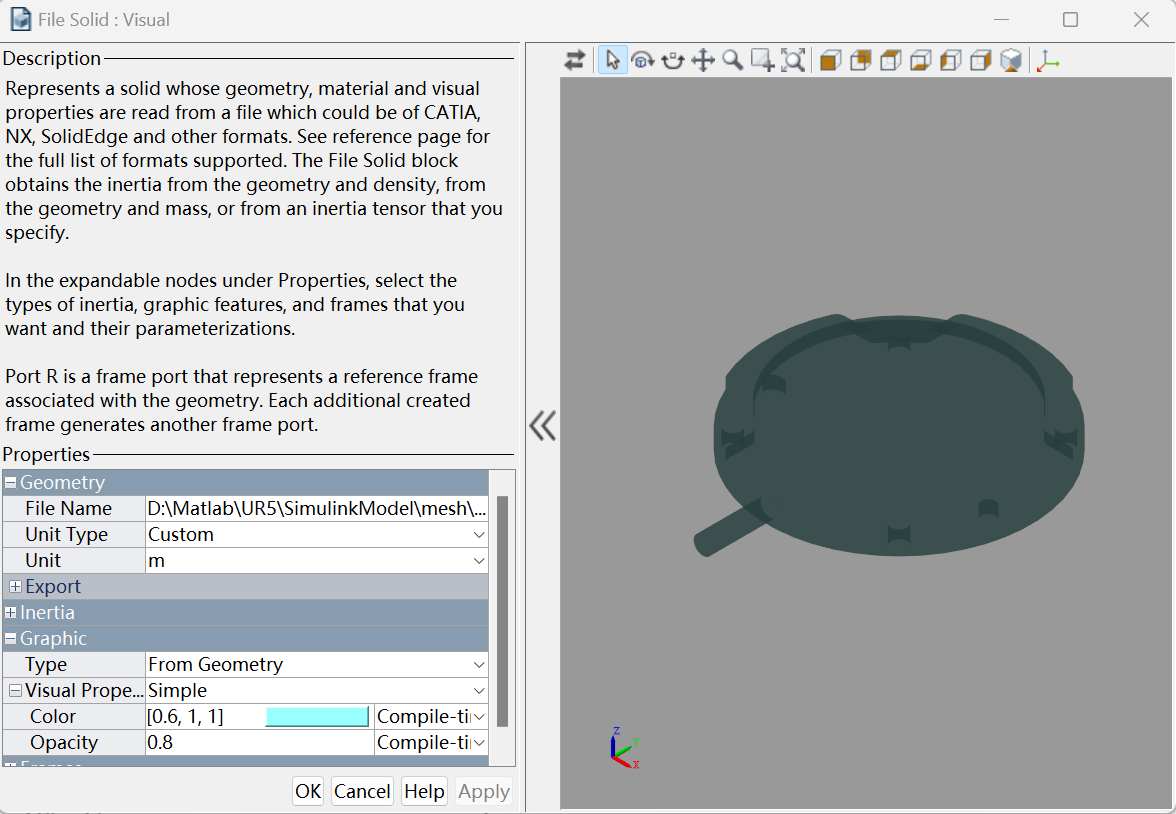 File Solid : Visual
Description
Represents a solid whose geometry, material and visual
properties are read from a file which could be of CATIA,
NX, SolidEdge and other formats. See reference page for
the full list of formats supported. The File Solid block
obtains the inertia from the geometry and density, from
the geometry and mass, or from an inertia tensor that you
specify.
In the expandable nodes under Properties, select the
types of inertia, graphic features, and frames that you
want and their parameterizations.
Port R is a frame port that represents a reference frame
associated with the geometry. Each additional created
frame generates another frame port.
Properties
Geometry
File Name D:\Matlab\UR5\SimulinkModel\mesh\...
Unit Type Custom
Unit m
Export
Inertia
Graphic
Type From Geometry
Visual Prope... Simple
Color [0.6, 1, 1] Compile-ti
Opacity 0.8 Compile-ti
OK Cancel Help Apply
Z
Y
X